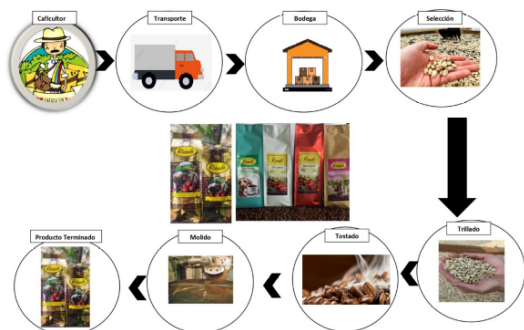 Caficultor
Transporte
Bodega
Selección
Trillado
Tostado
Molido
Producto Terminado